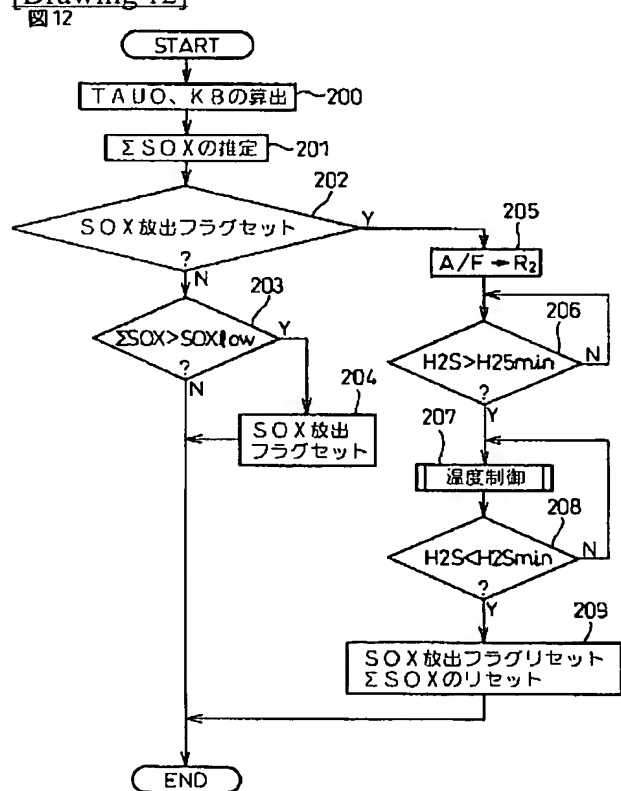 [Drawing 12]
図12
START
TAUO、KBの算出
200
ΣSOXの推定
201
202
SOX放出フラグセット
?
Y
N
203
ΣSOX>SOXlow
?
Y
N
204
SOX放出
フラグセット
205
A/F→R₂
206
H2S>H25min
?
N
Y
207
温度制御
208
H2S<H2Smin
?
N
Y
209
SOX放出フラグリセット
ΣSOXのリセット
END